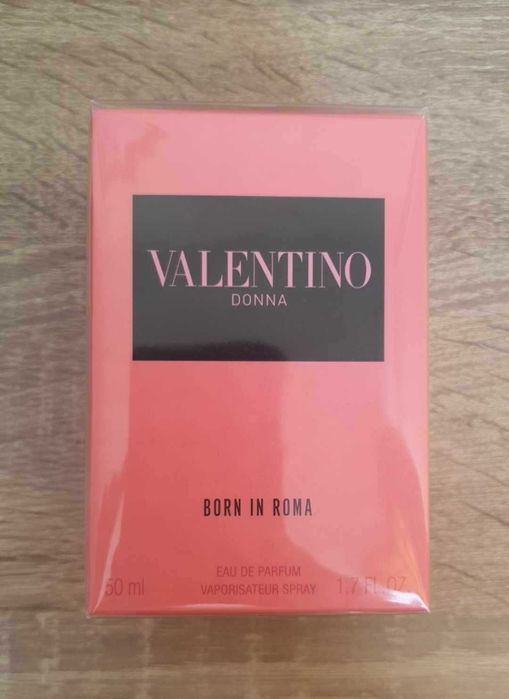 VALENTINO
DONNA
BORN IN ROMA
EAU DE PARFUM
50 ml VAPORISATEUR SPRAY 1.7 FL.OZ